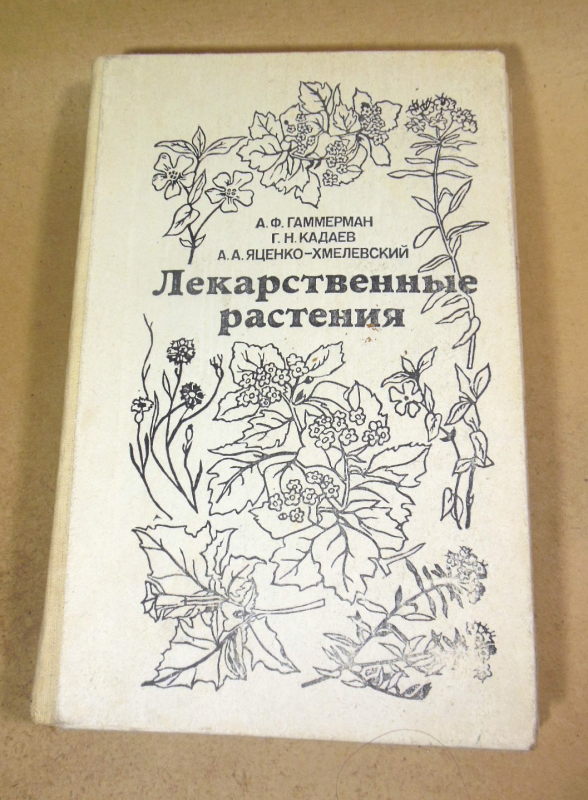 А. Ф. ГАММЕРМАН
Г. Н. КАДАЕВ
А. А. ЯЦЕНКО-ХМЕЛЕВСКИЙ
Лекарственные
растения